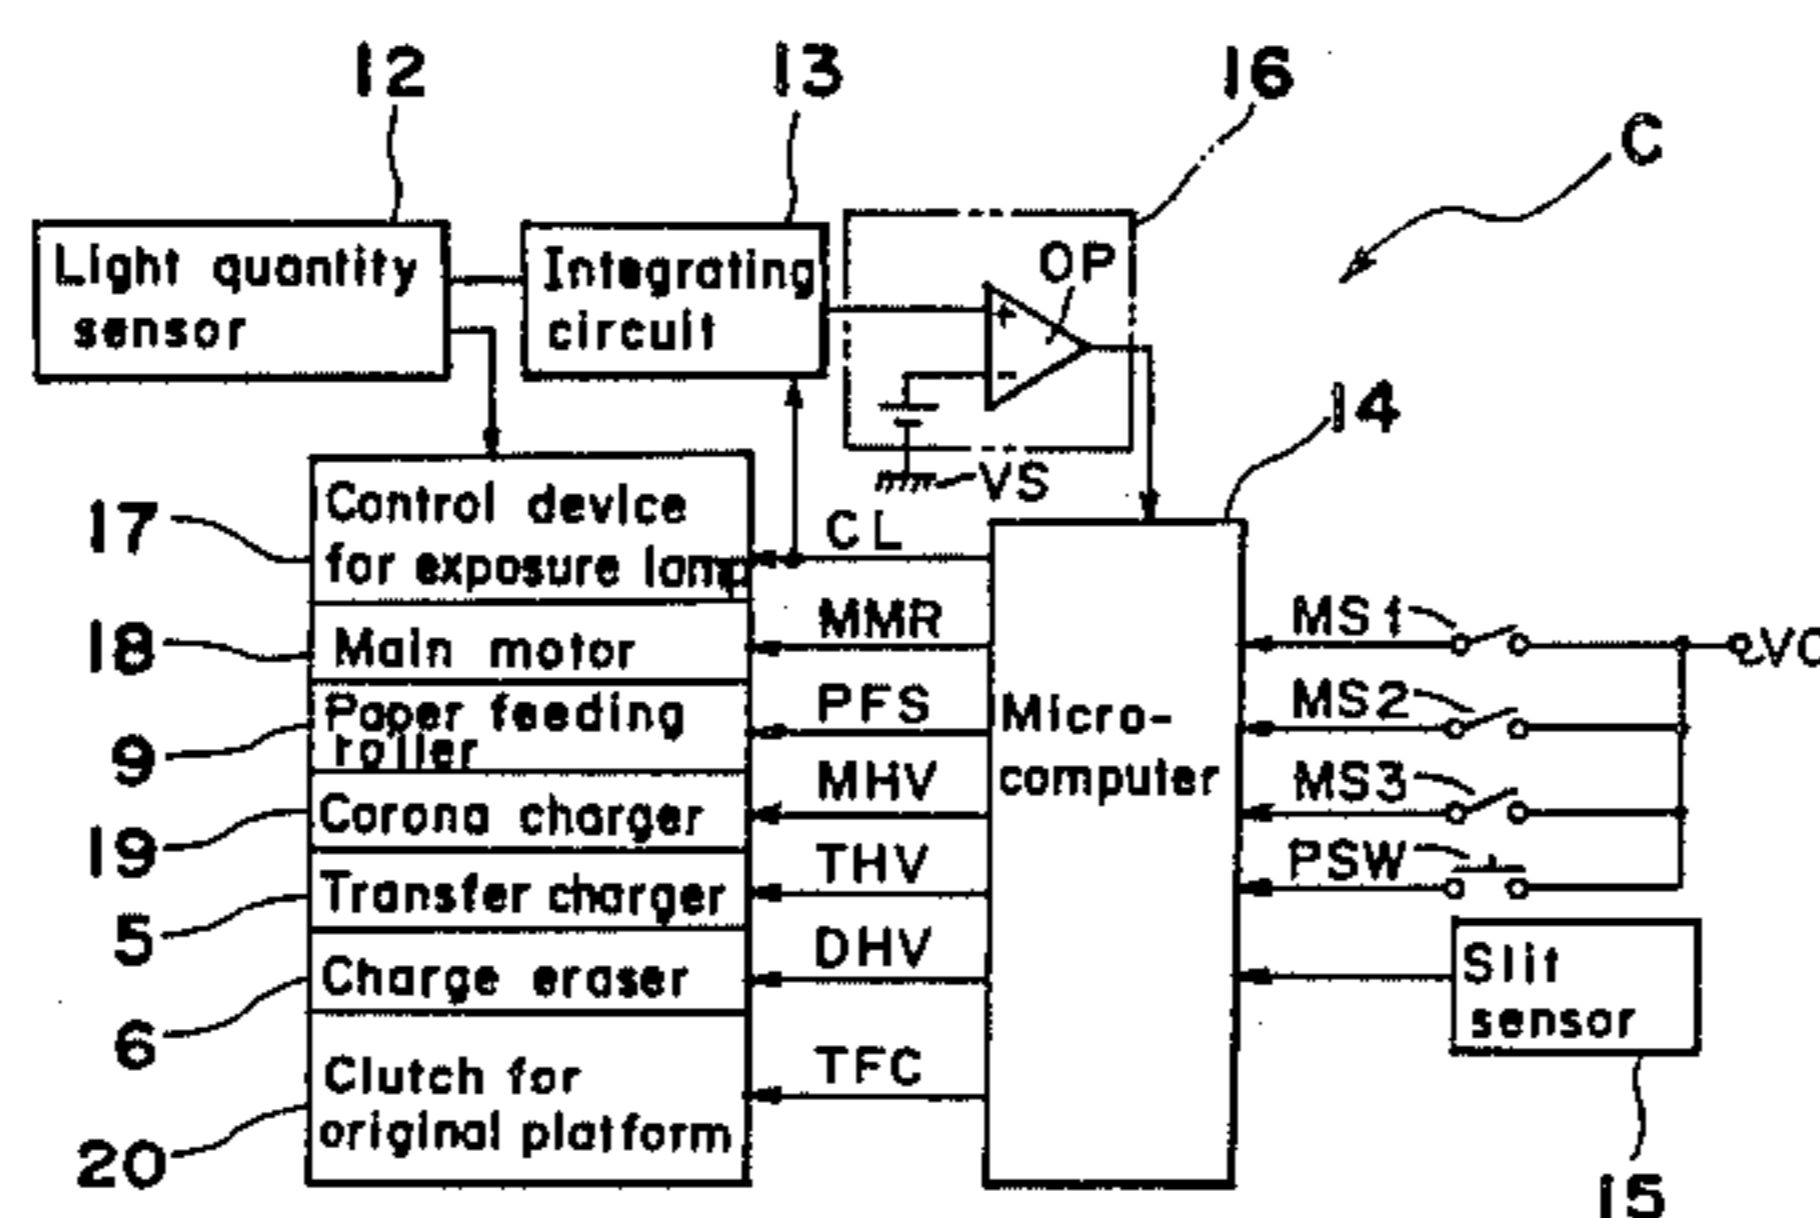 12
13
16
C
Light quantity
sensor
Integrating
circuit
OP
+
-
VS
14
17
Control device
for exposure lamp
CL
18
Main motor
MMR
MS1
9
Paper feeding
roller
PFS
Micro-
computer
MS2
19
Corona charger
MHV
MS3
5
Transfer charger
THV
PSW
6
Charge eraser
DHV
Slit
sensor
20
Clutch for
original platform
TFC
15